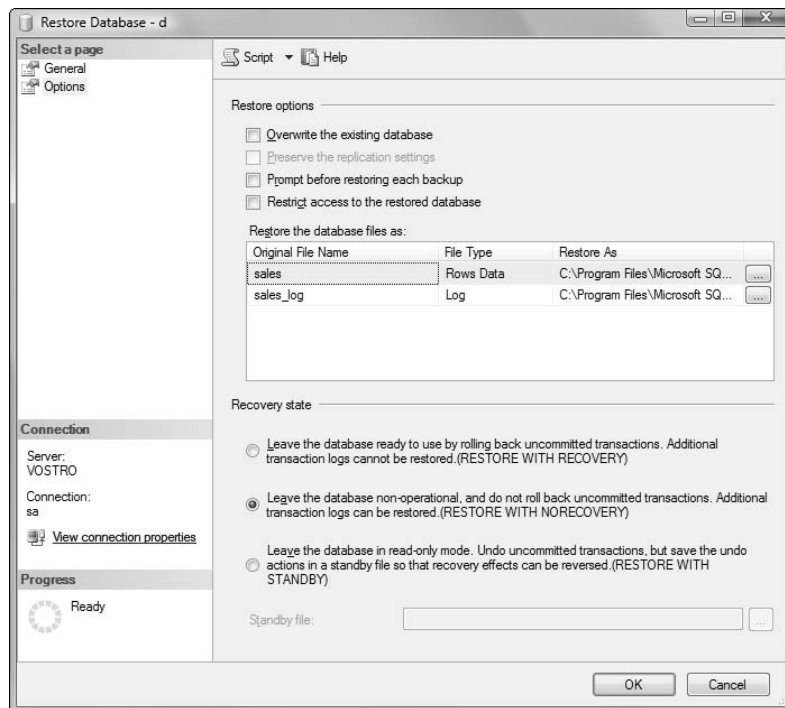 Restore Database - d
Select a page
General
Options
Script
Help
Restore options
Overwrite the existing database
Preserve the replication settings
Prompt before restoring each backup
Restrict access to the restored database
Restore the database files as:
Original File Name File Type Restore As
sales Rows Data C:\Program Files\Microsoft SQ... ...
sales_log Log C:\Program Files\Microsoft SQ... ...
Recovery state
Leave the database ready to use by rolling back uncommitted transactions. Additional
transaction logs cannot be restored.(RESTORE WITH RECOVERY)
Leave the database non-operational, and do not roll back uncommitted transactions. Additional
transaction logs can be restored.(RESTORE WITH NORECOVERY)
Leave the database in read-only mode. Undo uncommitted transactions, but save the undo
actions in a standby file so that recovery effects can be reversed.(RESTORE WITH
STANDBY)
Standby file:
...
Connection
Server:
VOSTRO
Connection:
sa
View connection properties
Progress
Ready
OK
Cancel